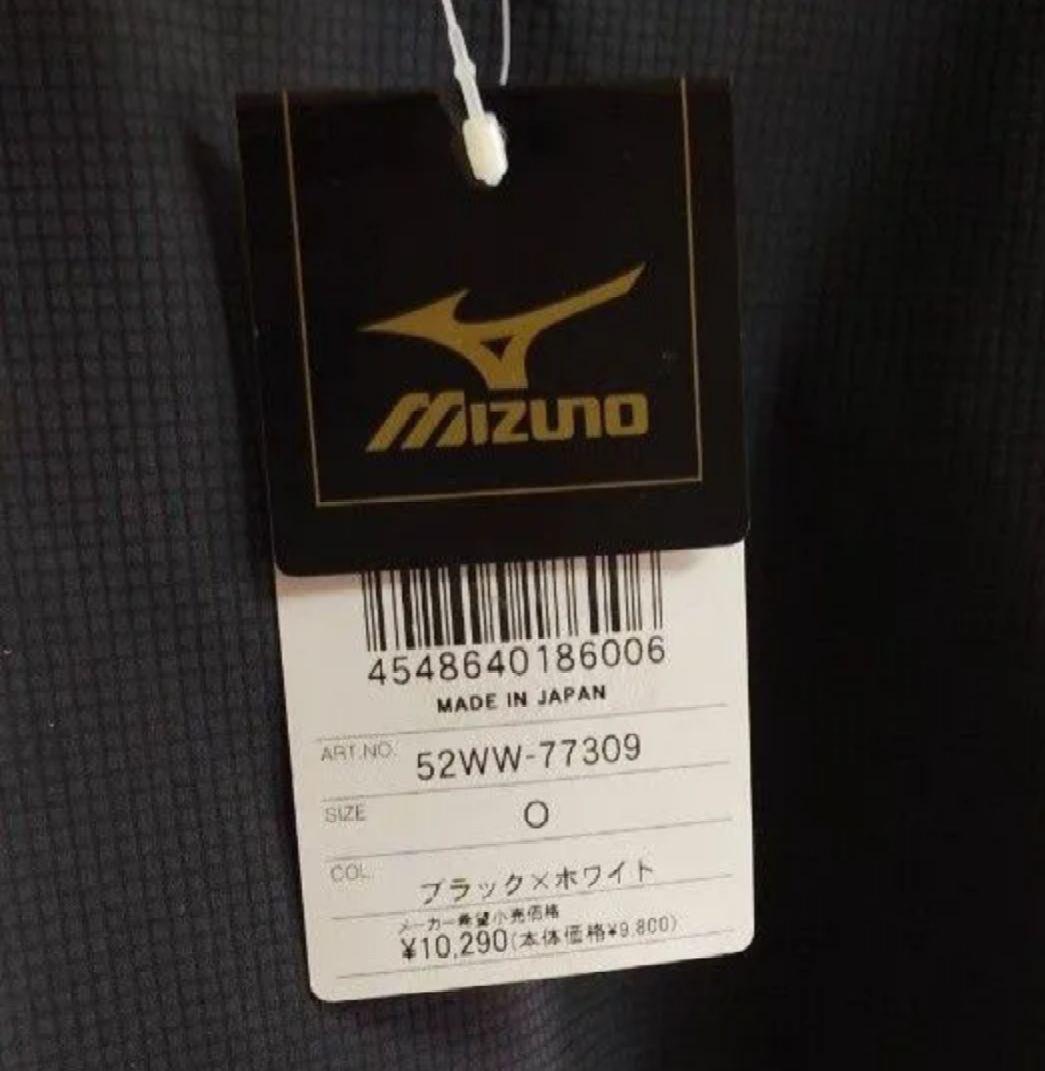 MIZUNO
4548640186006
MADE IN JAPAN
ART.NO. 52WW-77309
SIZE O
COL. ブラック×ホワイト
メーカー希望小売価格
¥10,290(本体価格¥9,800)